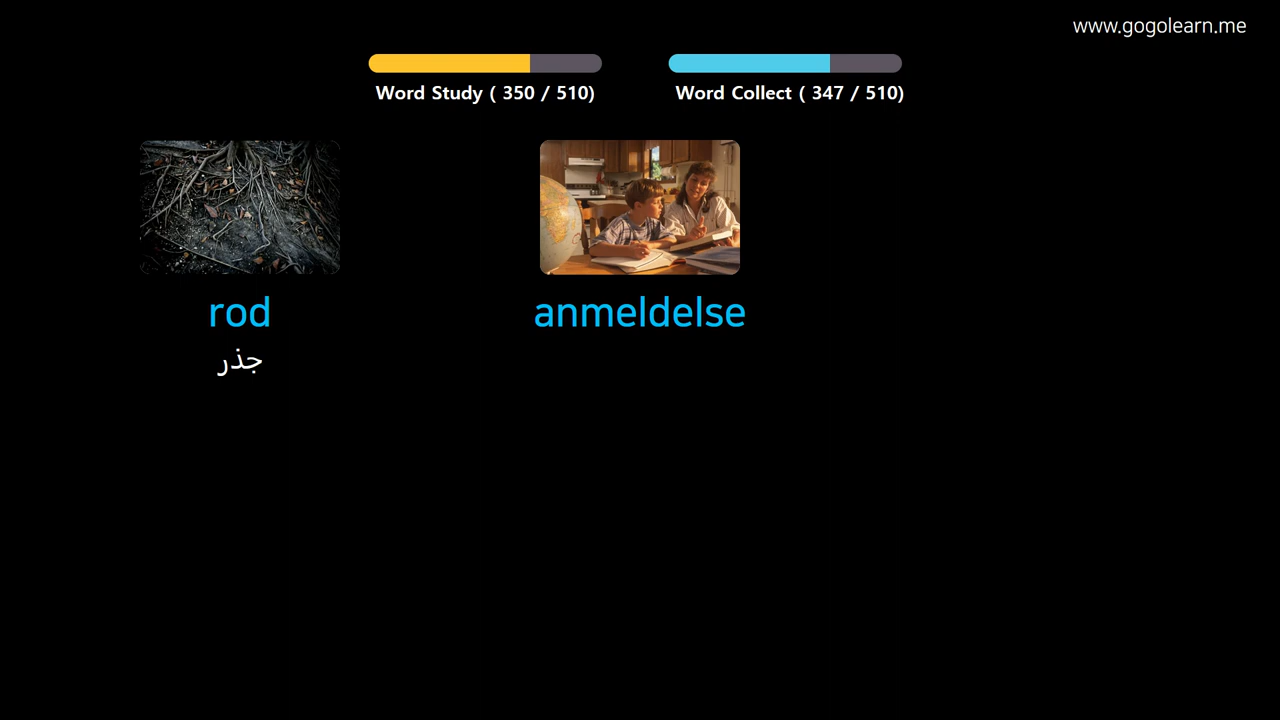 www.gogolearn.me
Word Study ( 350 / 510)
Word Collect ( 347 / 510)
rod
anmeldelse
جذر